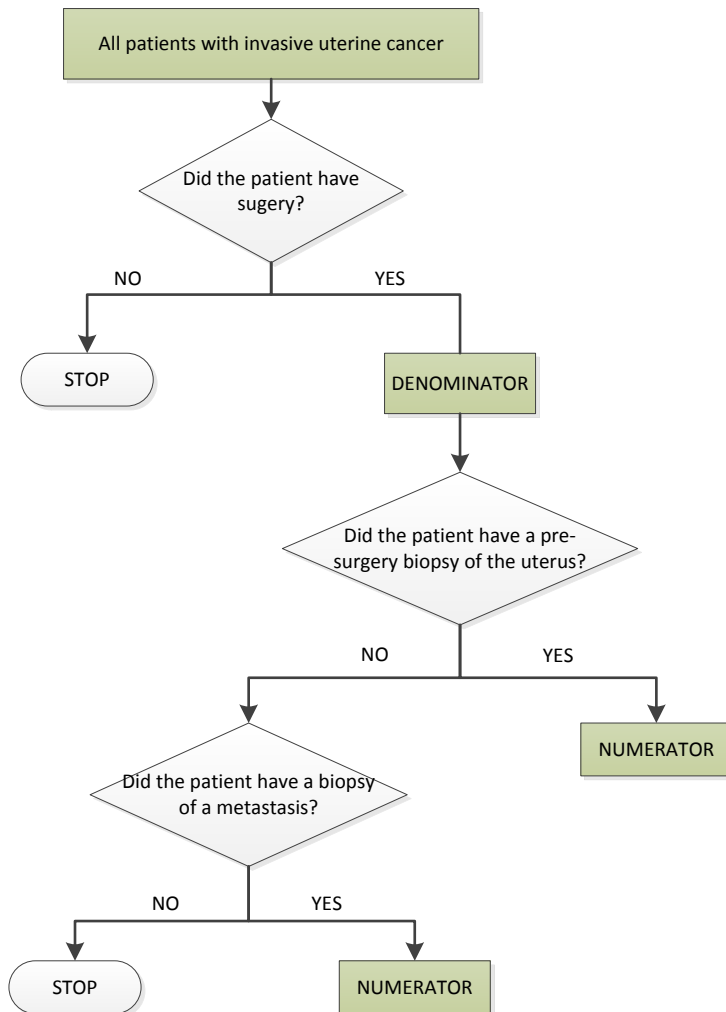 All patients with invasive uterine cancer
Did the patient have
sugery?
NO
YES
STOP
DENOMINATOR
Did the patient have a pre-
surgery biopsy of the uterus?
NO
YES
NUMERATOR
Did the patient have a biopsy
of a metastasis?
NO
YES
STOP
NUMERATOR